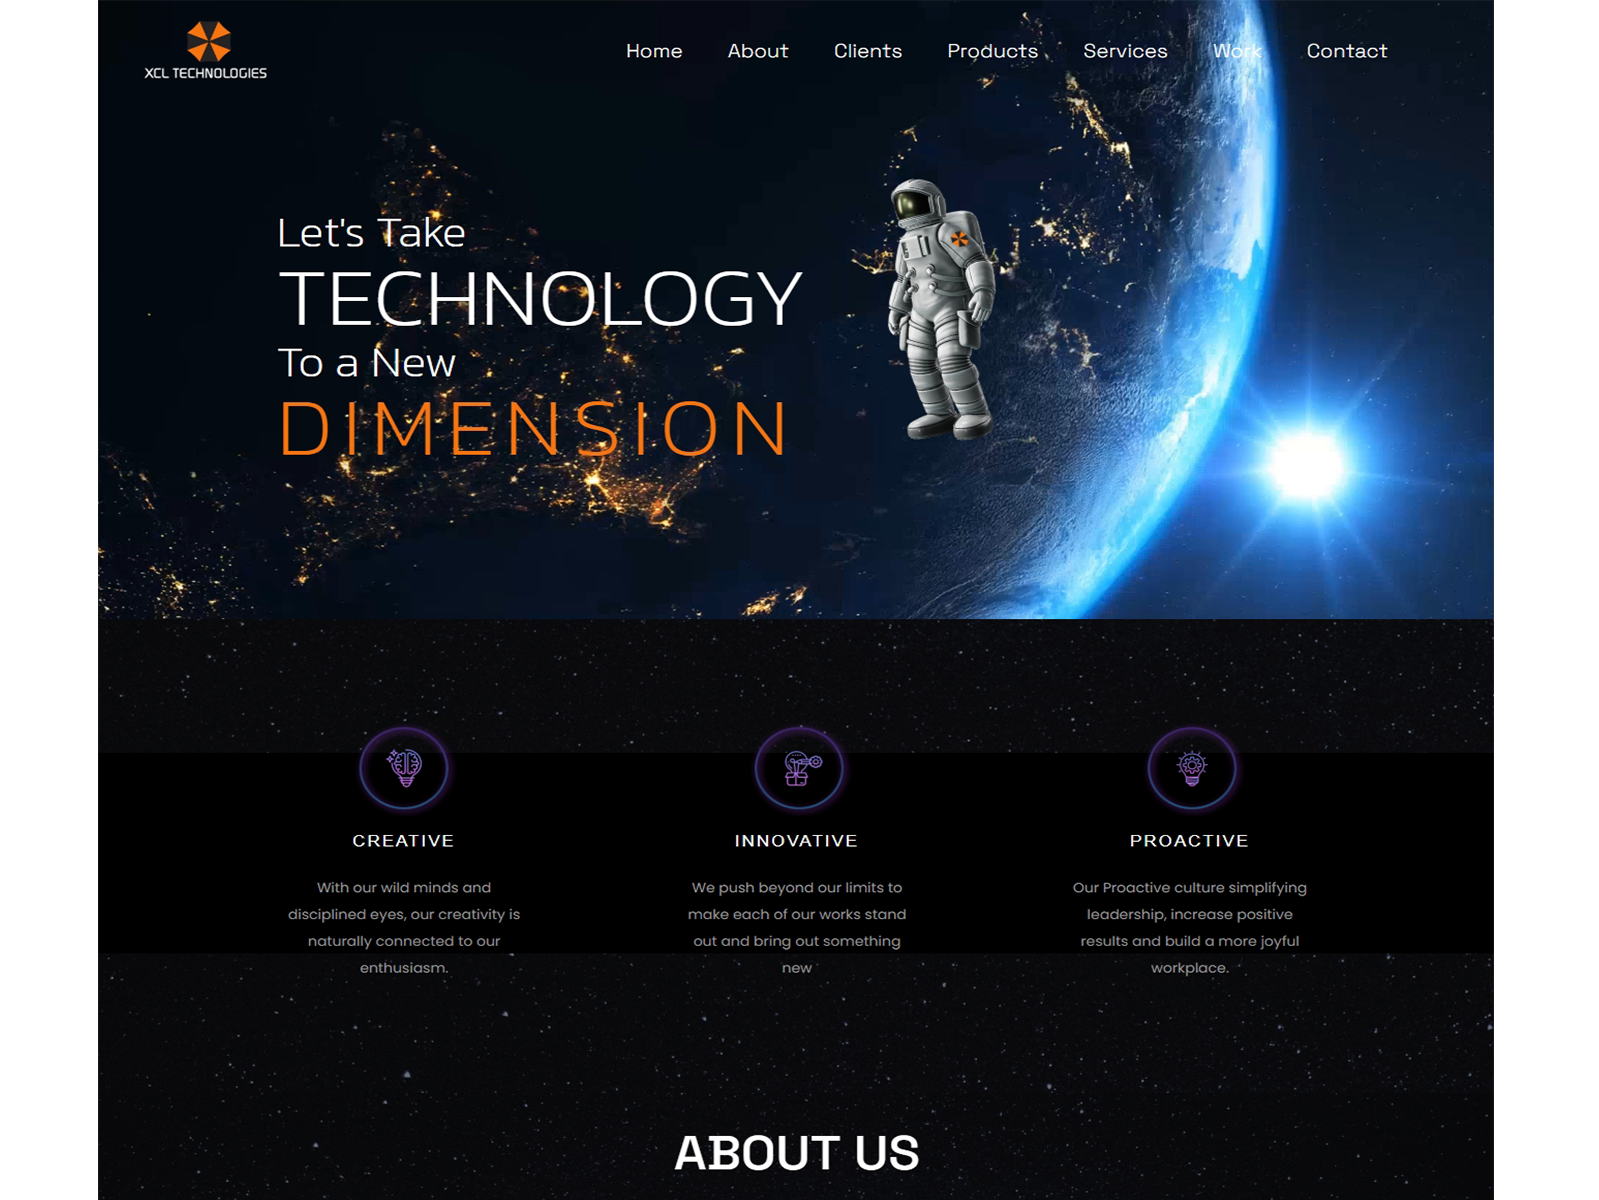 XCL TECHNOLOGIES
Home About Clients Products Services Work Contact
Let's Take
TECHNOLOGY
To a New
DIMENSION
CREATIVE
With our wild minds and
disciplined eyes, our creativity is
naturally connected to our
enthusiasm.
INNOVATIVE
We push beyond our limits to
make each of our works stand
out and bring out something
new
PROACTIVE
Our Proactive culture simplifying
leadership, increase positive
results and build a more joyful
workplace.
ABOUT US